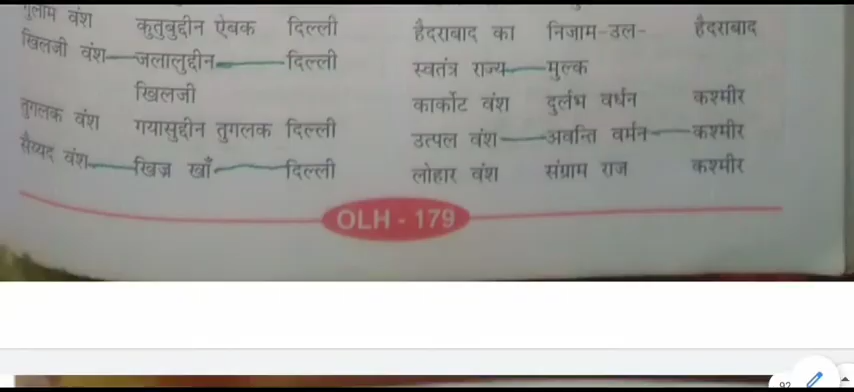 गुलाम वंश कुतुबुद्दीन ऐबक दिल्ली
खिलजी वंश जलालुद्दीन दिल्ली
खिलजी
तुगलक वंश गयासुद्दीन तुगलक दिल्ली
सैय्यद वंश खिज्र खाँ दिल्ली
हैदराबाद का निजाम-उल- हैदराबाद
स्वतंत्र राज्य मुल्क
कार्कोट वंश दुर्लभ वर्धन कश्मीर
उत्पल वंश अवन्ति वर्मन कश्मीर
लोहार वंश संग्राम राज कश्मीर
OLH - 179